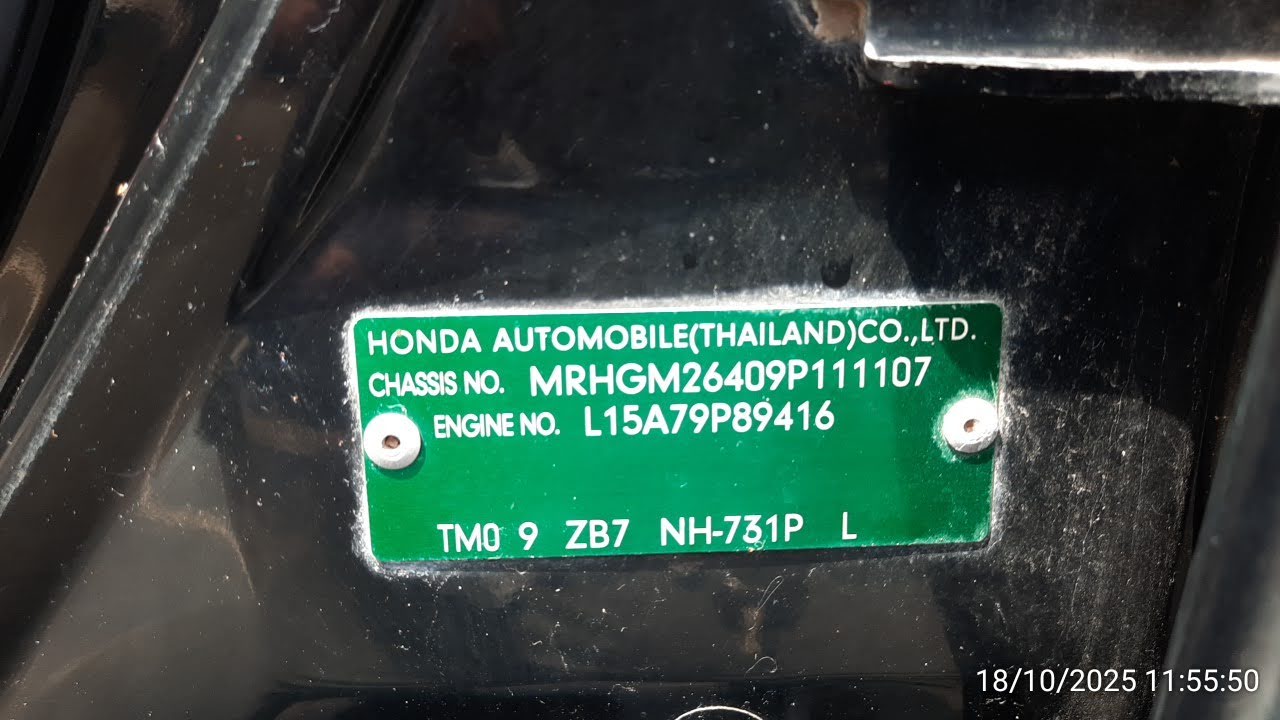 HONDA AUTOMOBILE(THAILAND)CO.,LTD.
CHASSIS NO. MRHGM26409P111107
ENGINE NO. L15A79P89416
TM0 9 ZB7 NH-731P L
18/10/2025 11:55:50